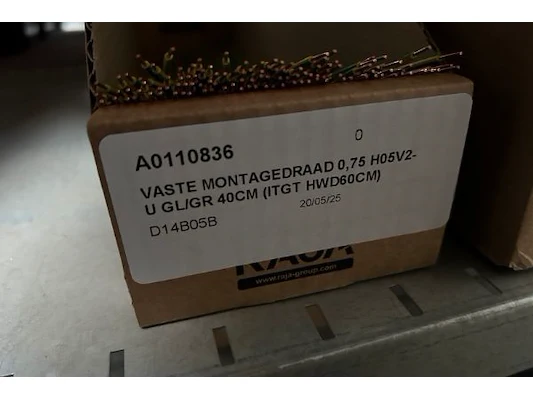 0
A0110836
VASTE MONTAGEDRAAD 0,75 H05V2-
U GL/GR 40CM (ITGT HWD60CM)
20/05/25
D14B05B
RAJA
www.raja-group.com